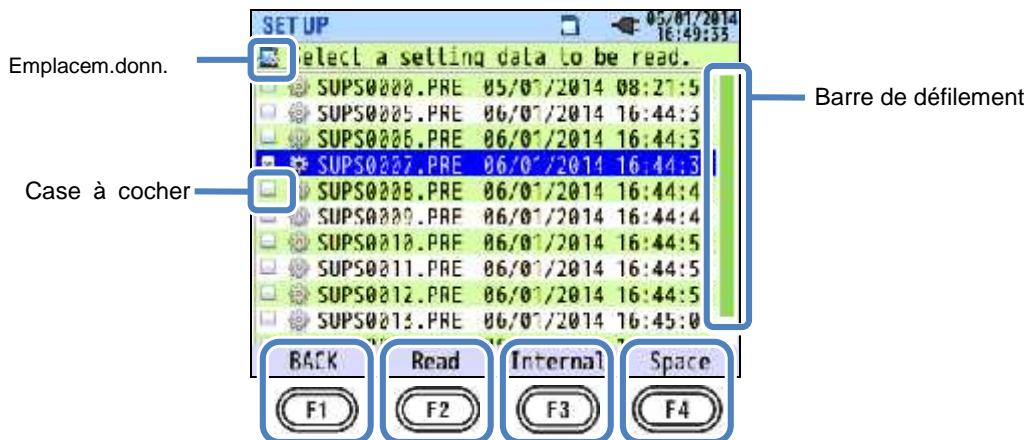 SET UP 05/01/2014
16:49:33
Emplacem.donn.
Select a setting data to be read.
SUPS0000.PRE 05/01/2014 08:21:5
Barre de défilement
SUPS0005.PRE 06/01/2014 16:44:3
SUPS0006.PRE 06/01/2014 16:44:3
SUPS0007.PRE 06/01/2014 16:44:3
Case à cocher
SUPS0008.PRE 06/01/2014 16:44:4
SUPS0009.PRE 06/01/2014 16:44:4
SUPS0010.PRE 06/01/2014 16:44:5
SUPS0011.PRE 06/01/2014 16:44:5
SUPS0012.PRE 06/01/2014 16:44:5
SUPS0013.PRE 06/01/2014 16:45:0
BACK Read Internal Space
F1 F2 F3 F4